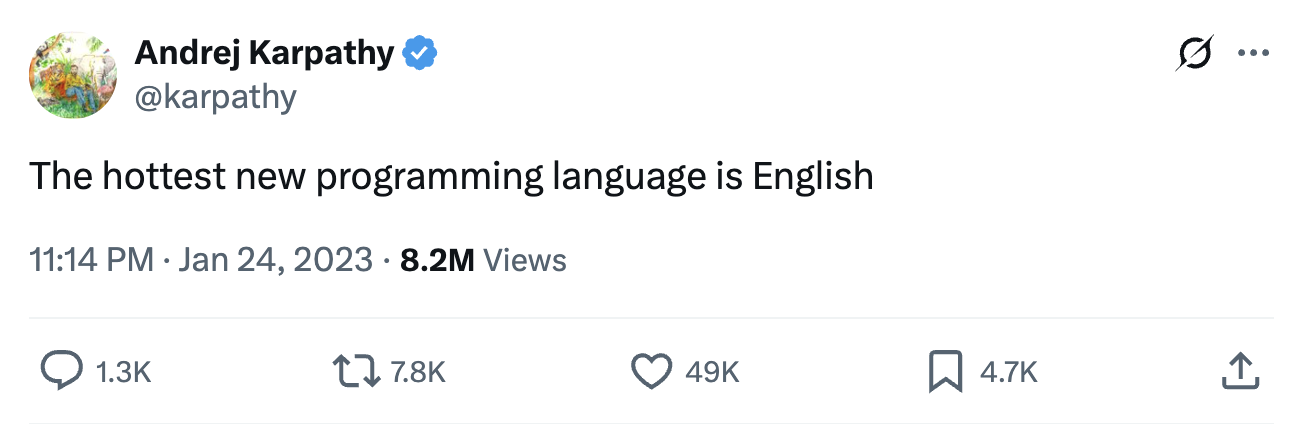 Andrej Karpathy
@karpathy
The hottest new programming language is English
11:14 PM · Jan 24, 2023 · 8.2M Views
1.3K 7.8K 49K 4.7K